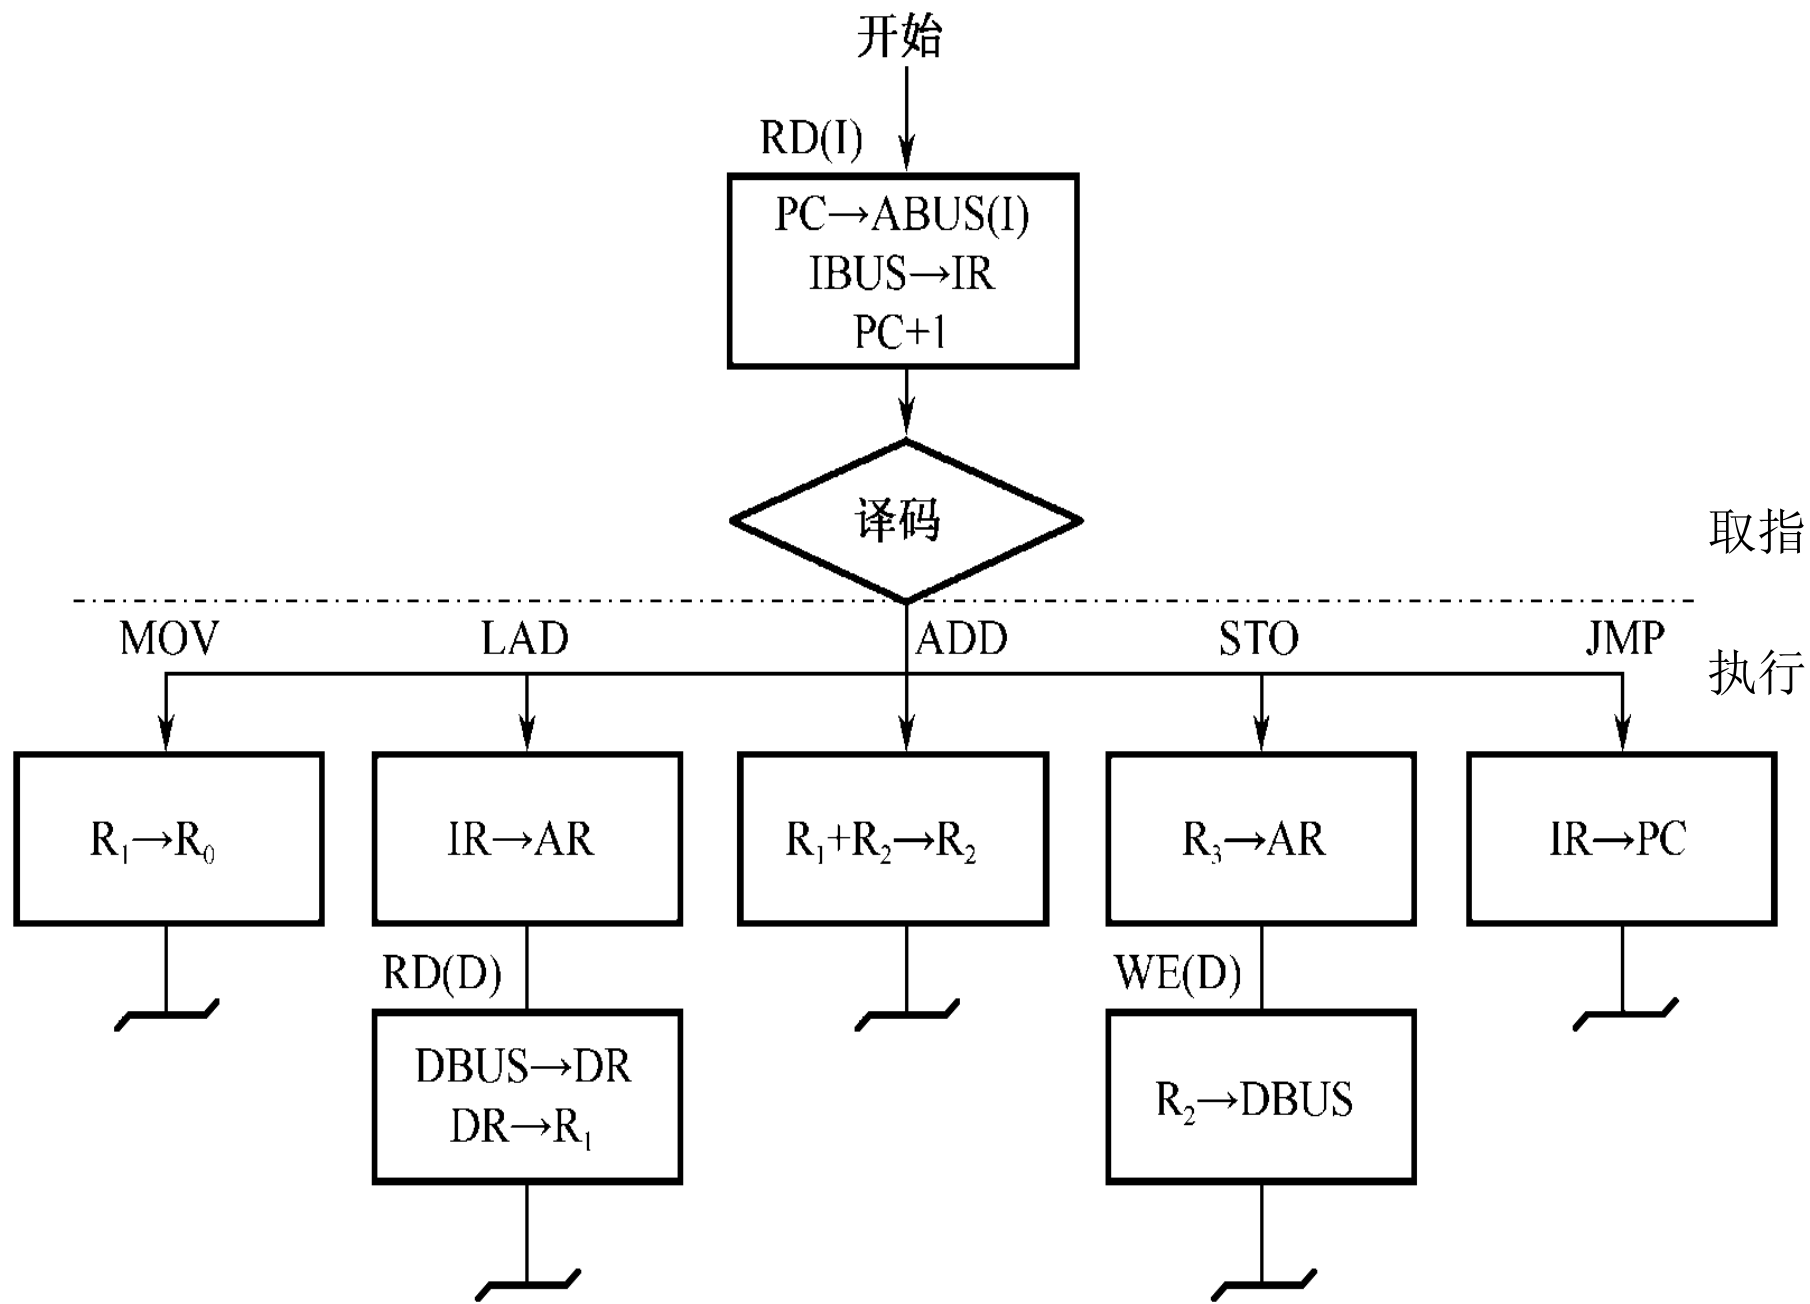 开始
RD(I)
PC→ABUS(I)
IBUS→IR
PC+1
译码
取指
MOV
LAD
ADD
STO
JMP
执行
R₁→R₀
IR→AR
R₁+R₂→R₂
R₃→AR
IR→PC
RD(D)
WE(D)
DBUS→DR
DR→R₁
R₂→DBUS